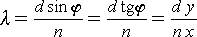 λ = d sin φ / n = d tg φ / n = d y / n x